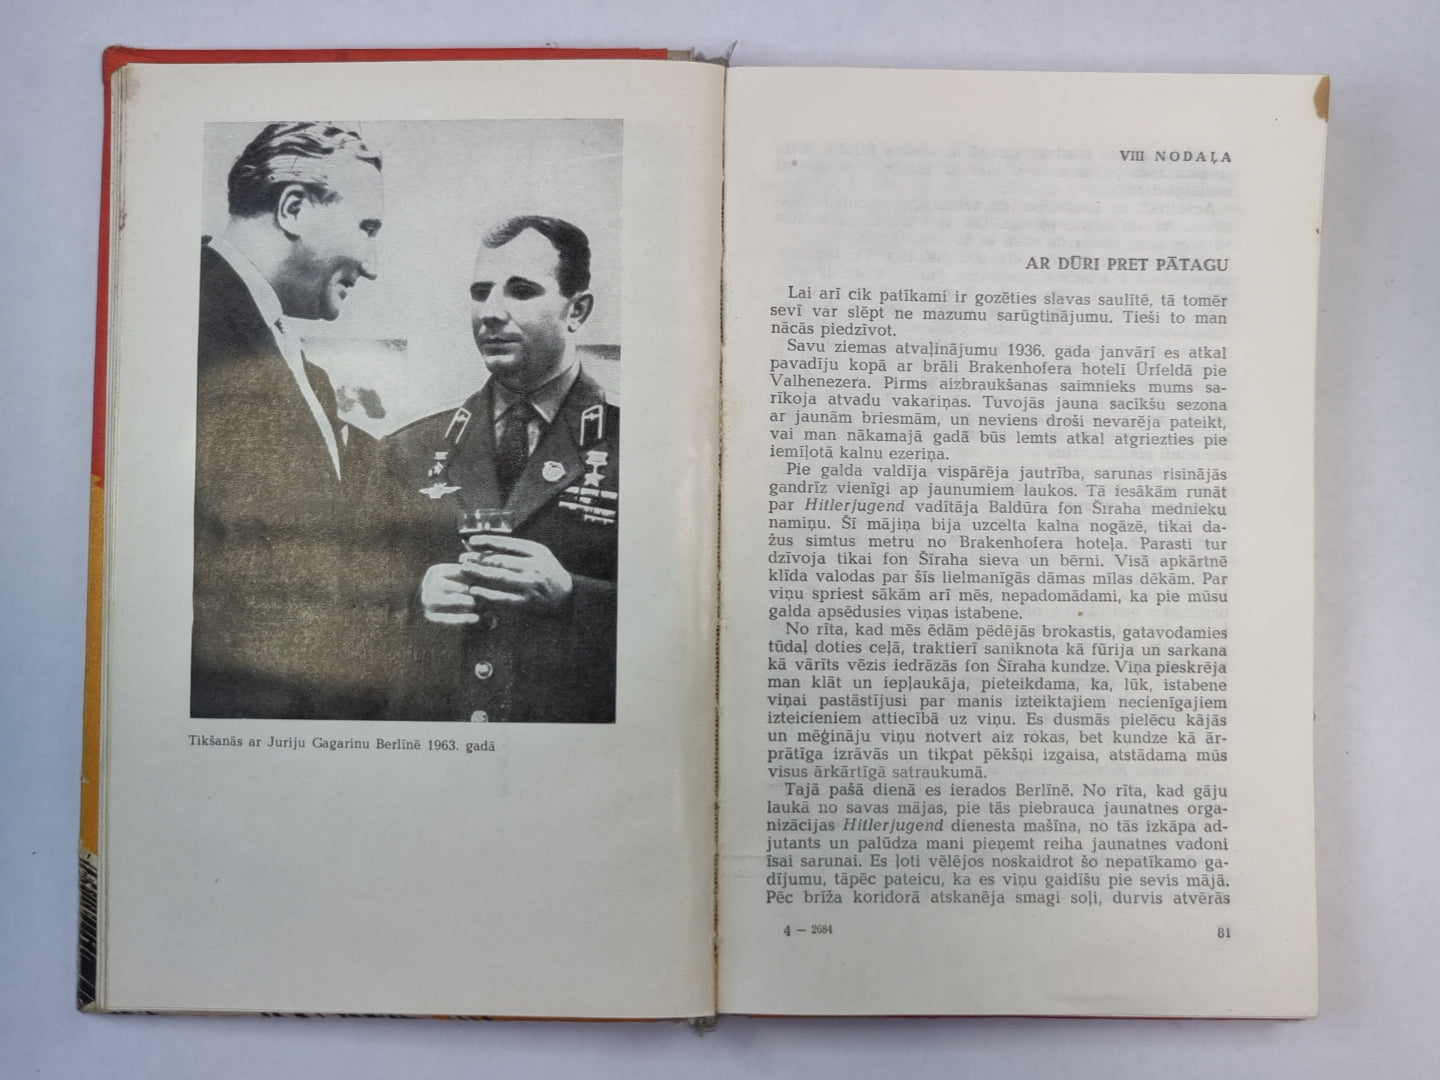 Tikšanās ar Juriju Gagarinu Berlīnē 1963. gadā
VIII NODAĻA
AR DŪRI PRET PĀTAGU
Lai arī cik patīkami ir gozēties slavas saulītē, tā tomēr
sevī var slēpt ne mazumu sarūgtinājumu. Tieši to man
nācās piedzīvot.
Savu ziemas atvaļinājumu 1936. gada janvārī es atkal
pavadīju kopā ar brāli Brakenhofera hotelī Ūrfeldā pie
Valhenezera. Pirms aizbraukšanas saimnieks mums sa-
rīkoja atvadu vakariņas. Tuvojās jauna sacīkšu sezona
ar jaunām briesmām, un neviens droši nevarēja pateikt,
vai man nākamajā gadā būs lemts atkal atgriezties pie
iemīļotā kalnu ezeriņa.
Pie galda valdīja vispārēja jautrība, sarunas risinājās
gandrīz vienīgi ap jaunumiem laukos. Tā iesākām runāt
par Hitlerjugend vadītāja Baldūra fon Šīraha mednieku
namiņu. Šī mājiņa bija uzcelta kalna nogāzē, tikai da-
žus simtus metru no Brakenhofera hoteļa. Parasti tur
dzīvoja tikai fon Šīraha sieva un bērni. Visā apkārtnē
klīda valodas par šīs lielmanīgās dāmas mīlas dēkām. Par
viņu spriest sākām arī mēs, nepadomādami, ka pie mūsu
galda apsēdusies viņas istabene.
No rīta, kad mēs ēdām pēdējās brokastis, gatavodamies
tūdaļ doties ceļā, traktierī saniknota kā fūrija un sarkana
kā vārīts vēzis iedrāzās fon Šīraha kundze. Viņa pieskrēja
man klāt un iepļaukāja, pieteikdama, ka, lūk, istabene
viņai pastāstījusi par manis izteiktajiem necienīgajiem
izteicieniem attiecībā uz viņu. Es dusmās pielēcu kājās
un mēģināju viņu notvert aiz rokas, bet kundze kā ār-
prātīga izrāvās un tikpat pēkšņi izgaisa, atstādama mūs
visus ārkārtīgā satraukumā.
Tajā pašā dienā es ierados Berlīnē. No rīta, kad gāju
laukā no savas mājas, pie tās piebrauca jaunatnes orga-
nizācijas Hitlerjugend dienesta mašīna, no tās izkāpa ad-
jutants un palūdza mani pieņemt reiha jaunatnes vadoni
īsai sarunai. Es ļoti vēlējos noskaidrot šo nepatīkamo ga-
dījumu, tāpēc pateicu, ka es viņu gaidīšu pie sevis mājā.
Pēc brīža koridorā atskanēja smagi soļi, durvis atvērās
4 — 2684
81